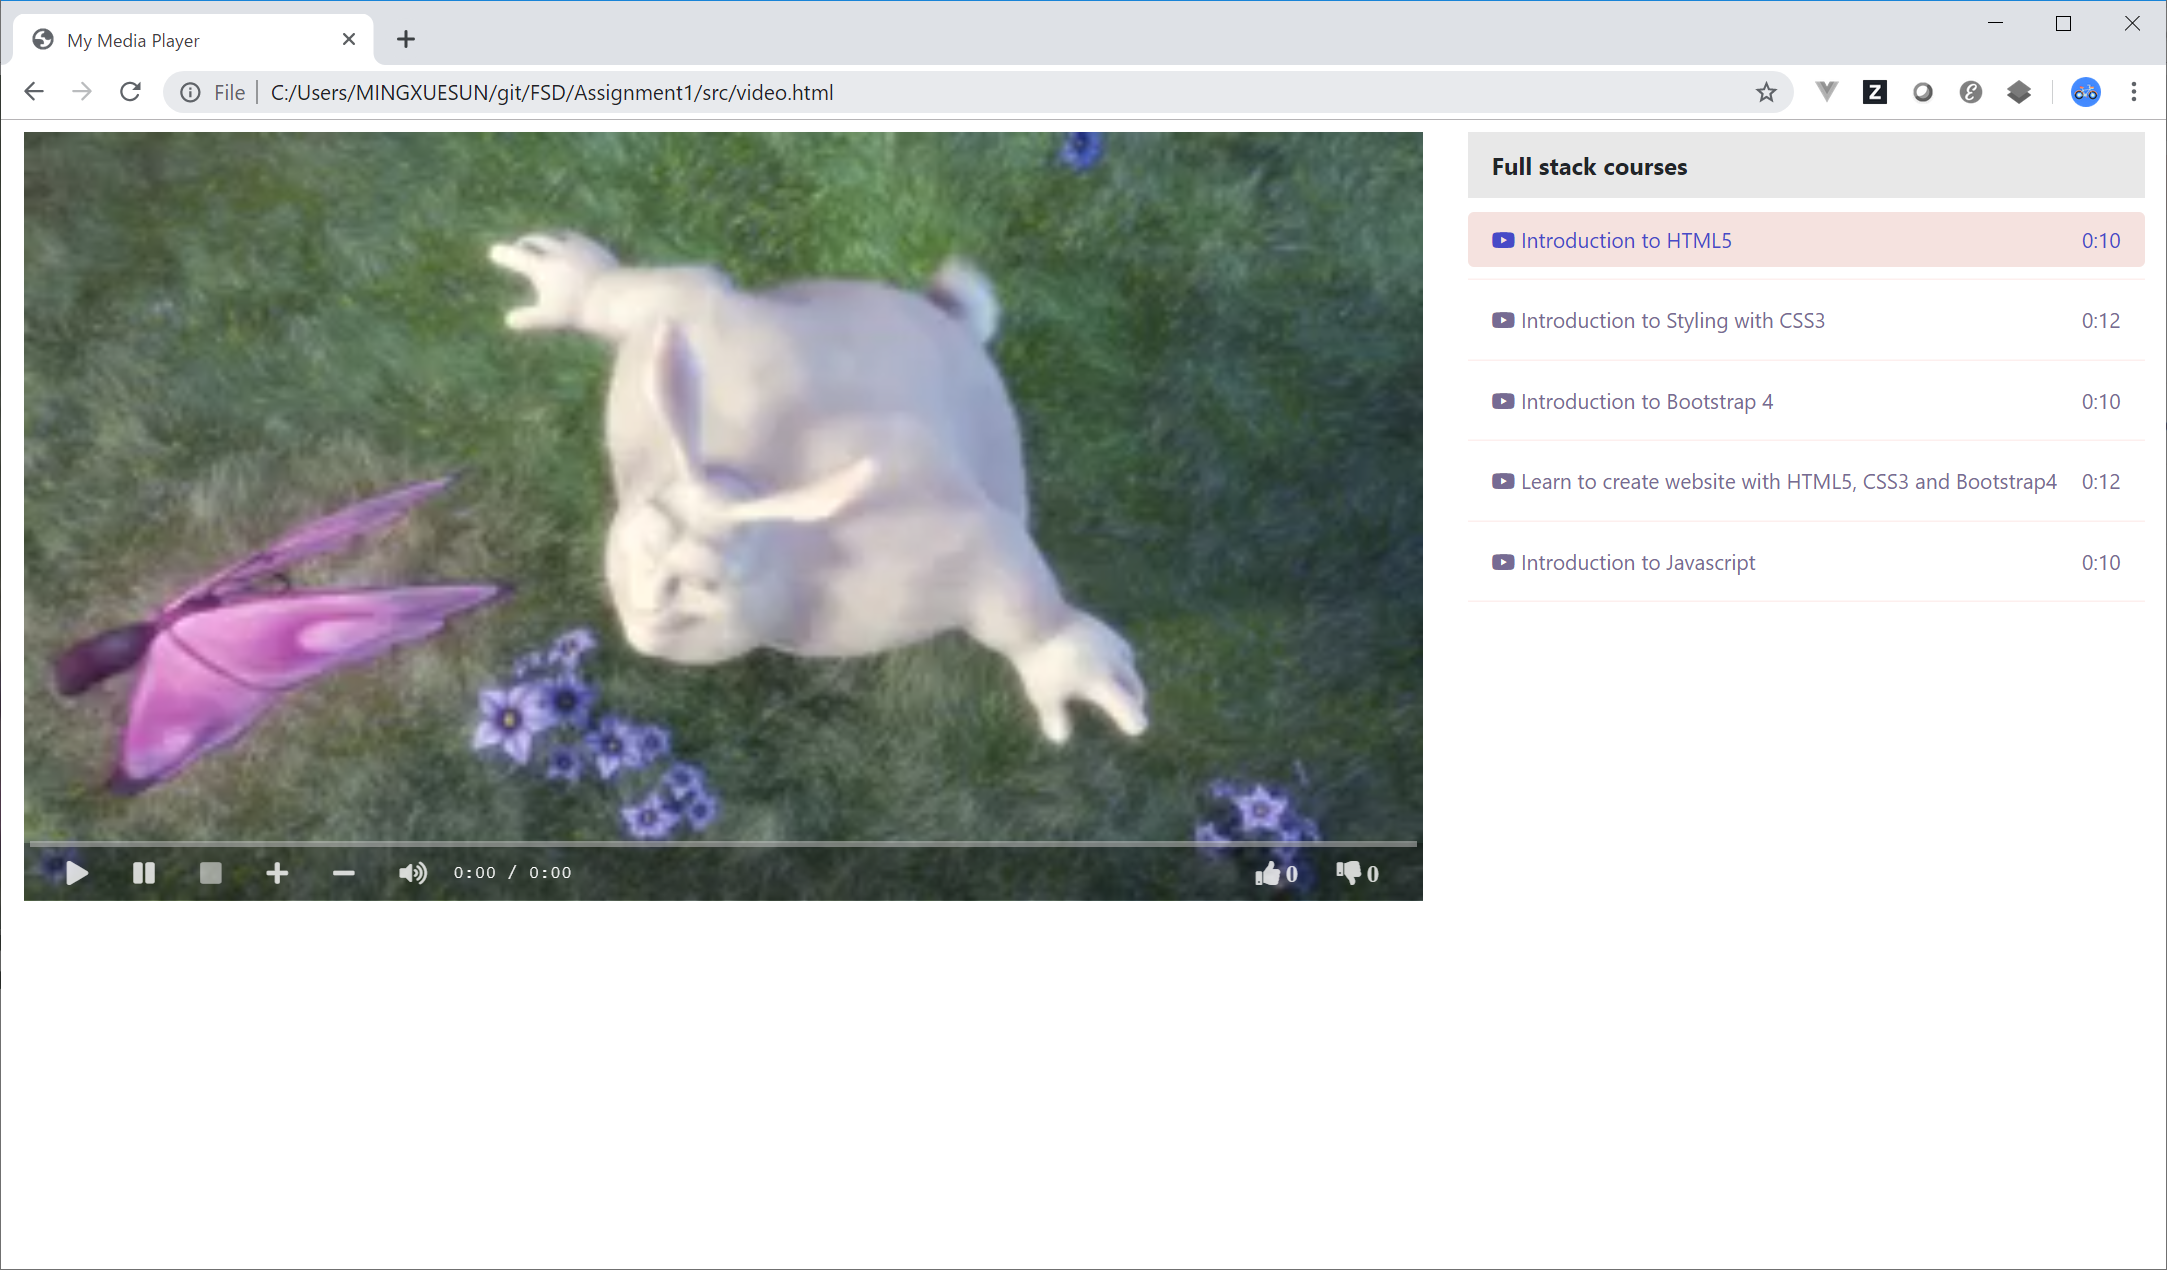 My Media Player
File
C:/Users/MINGXUESUN/git/FSD/Assignment1/src/video.html
Z
Full stack courses
Introduction to HTML5 0:10
Introduction to Styling with CSS3 0:12
Introduction to Bootstrap 4 0:10
Learn to create website with HTML5, CSS3 and Bootstrap4 0:12
Introduction to Javascript 0:10
0:00 / 0:00
0
0